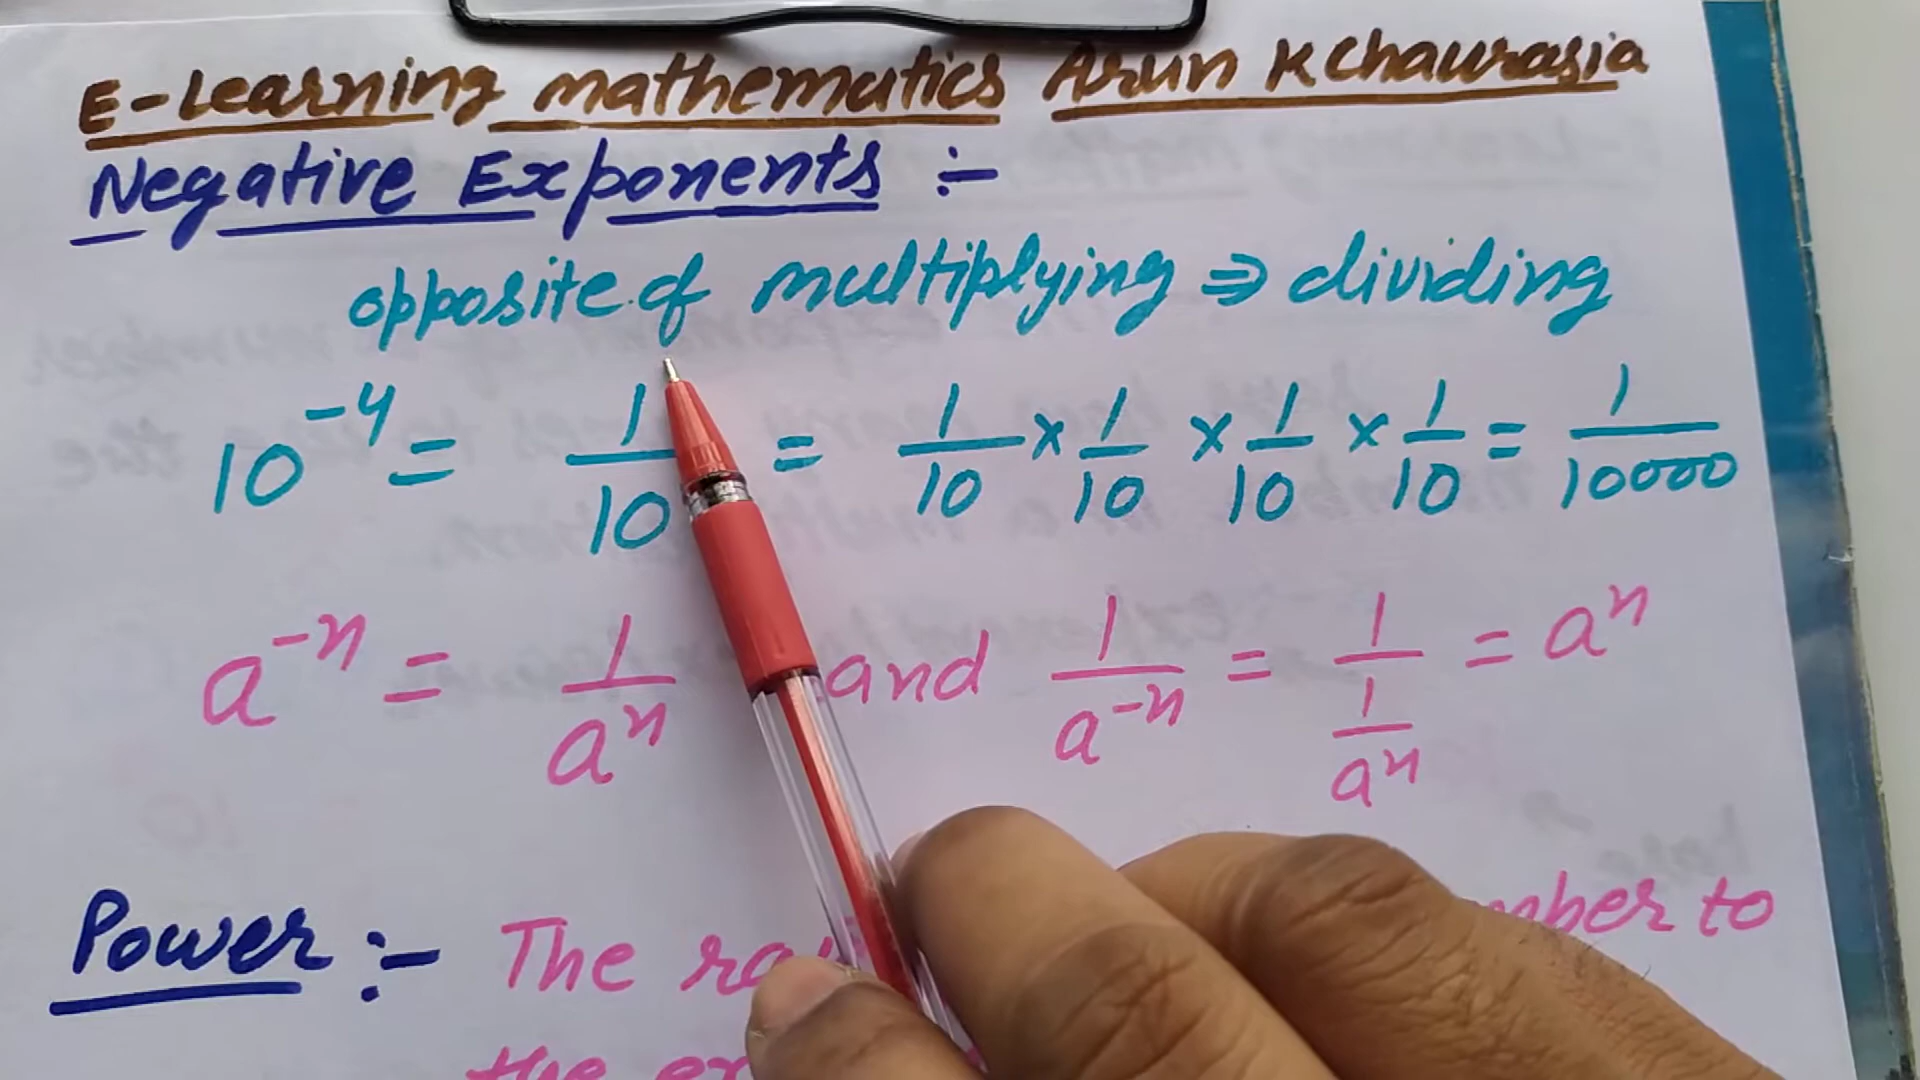 E-Learning mathematics Arun K Chaurasia
Negative Exponents :-
opposite of multiplying ⇒ dividing
10^-4 = 1/10 = 1/10 × 1/10 × 1/10 × 1/10 = 1/10000
a^-n = 1/a^n and 1/a^-n = 1/(1/a^n) = a^n
Power :- The to
the